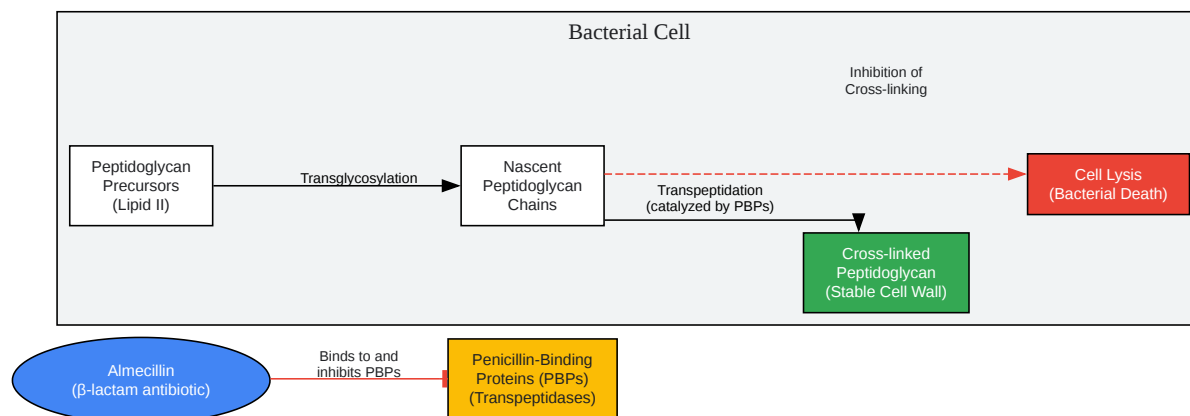 Bacterial Cell
Inhibition of
Cross-linking
Peptidoglycan
Precursors
(Lipid II)
Transglycosylation
Nascent
Peptidoglycan
Chains
Transpeptidation
(catalyzed by PBPs)
Cell Lysis
(Bacterial Death)
Cross-linked
Peptidoglycan
(Stable Cell Wall)
Almecillin
(β-lactam antibiotic)
Binds to and
inhibits PBPs
Penicillin-Binding
Proteins (PBPs)
(Transpeptidases)